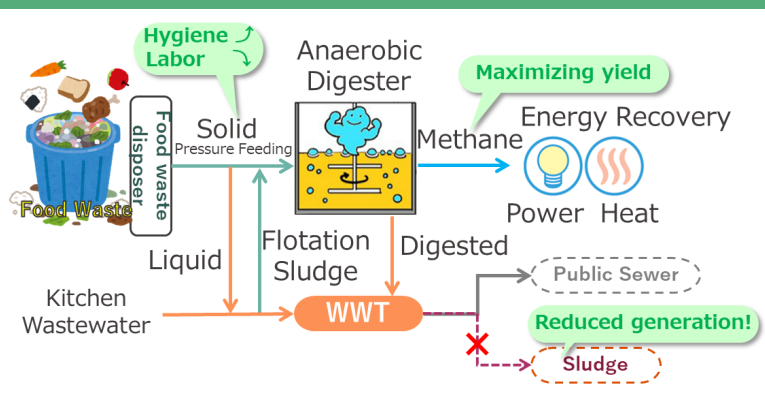 Hygiene
Labor
Anaerobic
Digester
Maximizing yield
Food waste
disposer
Solid
Pressure Feeding
Methane
Energy Recovery
Food Waste
Power Heat
Liquid
Flotation
Sludge
Digested
Public Sewer
Kitchen
Wastewater
WWT
Reduced generation!
Sludge